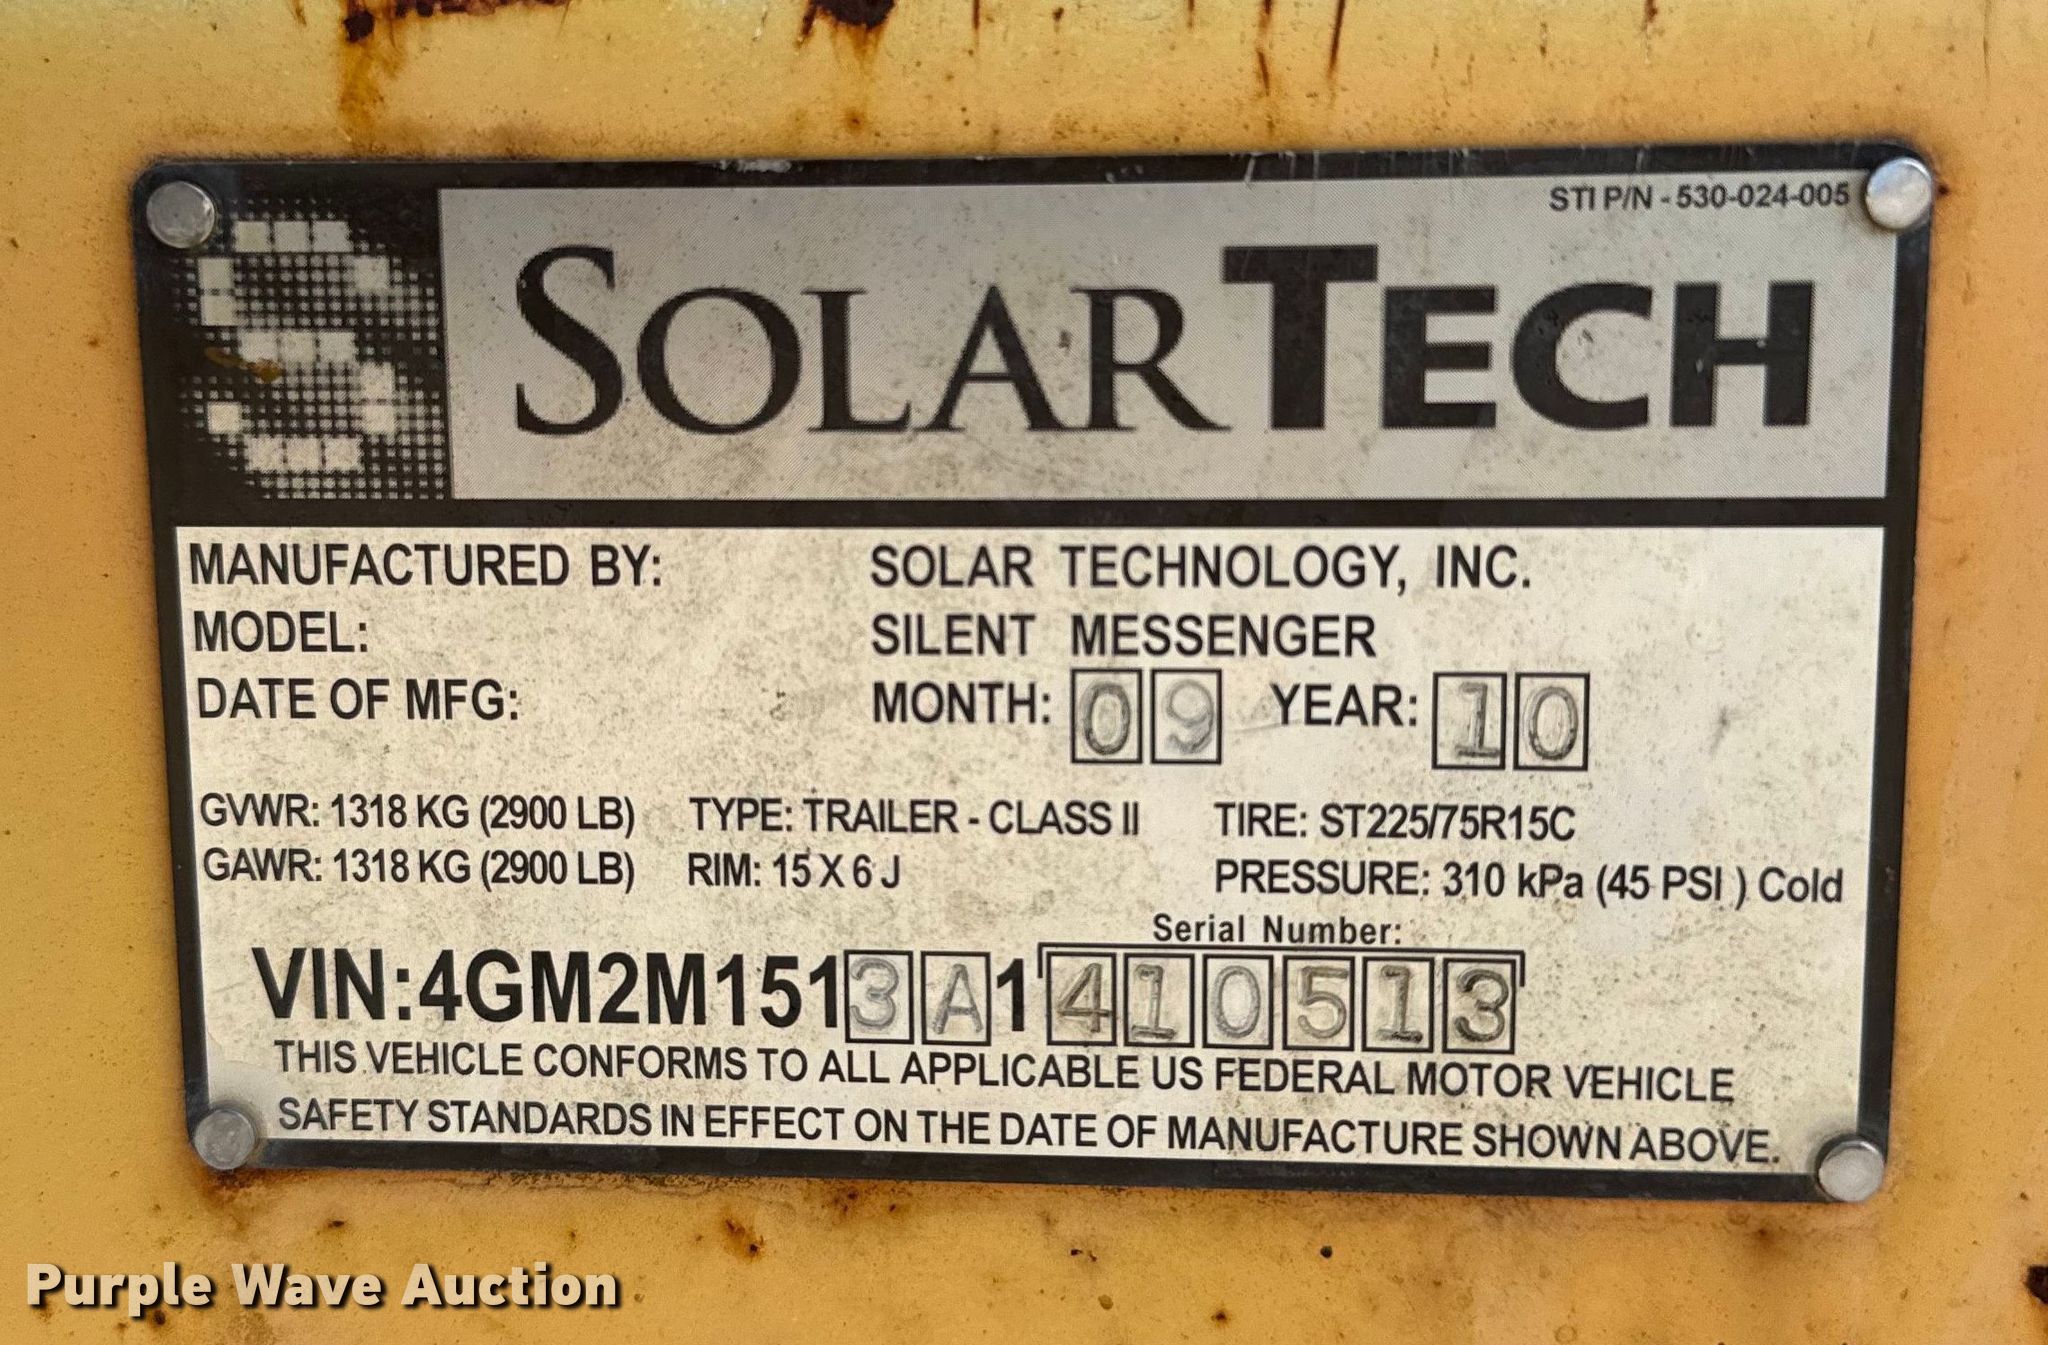 STI P/N - 530-024-005
SOLARTECH
MANUFACTURED BY: SOLAR TECHNOLOGY, INC.
MODEL: SILENT MESSENGER
DATE OF MFG: MONTH: 09 YEAR: 10
GVWR: 1318 KG (2900 LB) TYPE: TRAILER - CLASS II TIRE: ST225/75R15C
GAWR: 1318 KG (2900 LB) RIM: 15 X 6 J PRESSURE: 310 kPa (45 PSI ) Cold
Serial Number:
VIN:4GM2M1513A1410513
THIS VEHICLE CONFORMS TO ALL APPLICABLE US FEDERAL MOTOR VEHICLE
SAFETY STANDARDS IN EFFECT ON THE DATE OF MANUFACTURE SHOWN ABOVE.
Purple Wave Auction